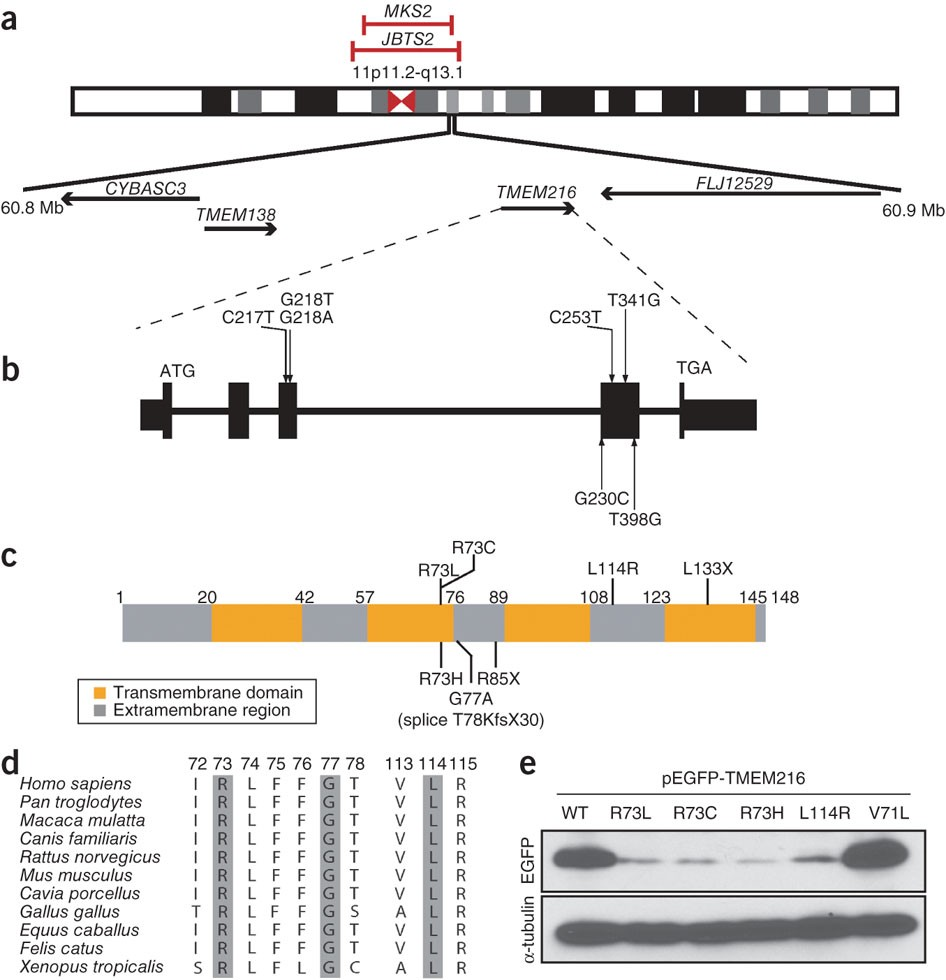 a
MKS2
JBTS2
11p11.2-q13.1
CYBASC3
TMEM138
TMEM216
FLJ12529
60.8 Mb
60.9 Mb
G218T
C217T G218A
T341G
C253T
b
ATG
TGA
G230C
T398G
c
R73C
R73L
L114R
L133X
1 20 42 57 76 89 108 123 145 148
R73H
R85X
G77A
(splice T78KfsX30)
Transmembrane domain
Extramembrane region
d
72 73 74 75 76 77 78 113 114 115
Homo sapiens I R L F F G T V L R
Pan troglodytes I R L F F G T V L R
Macaca mulatta I R L F F G T V L R
Canis familiaris I R L F F G T V L R
Rattus norvegicus I R L F F G T V L R
Mus musculus I R L F F G T V L R
Cavia porcellus I R L F F G T V L R
Gallus gallus T R L F F G S A L R
Equus caballus I R L F F G T V L R
Felis catus I R L F F G T V L R
Xenopus tropicalis S R L F L G C A L R
e
pEGFP-TMEM216
WT R73L R73C R73H L114R V71L
EGFP
α-tubulin